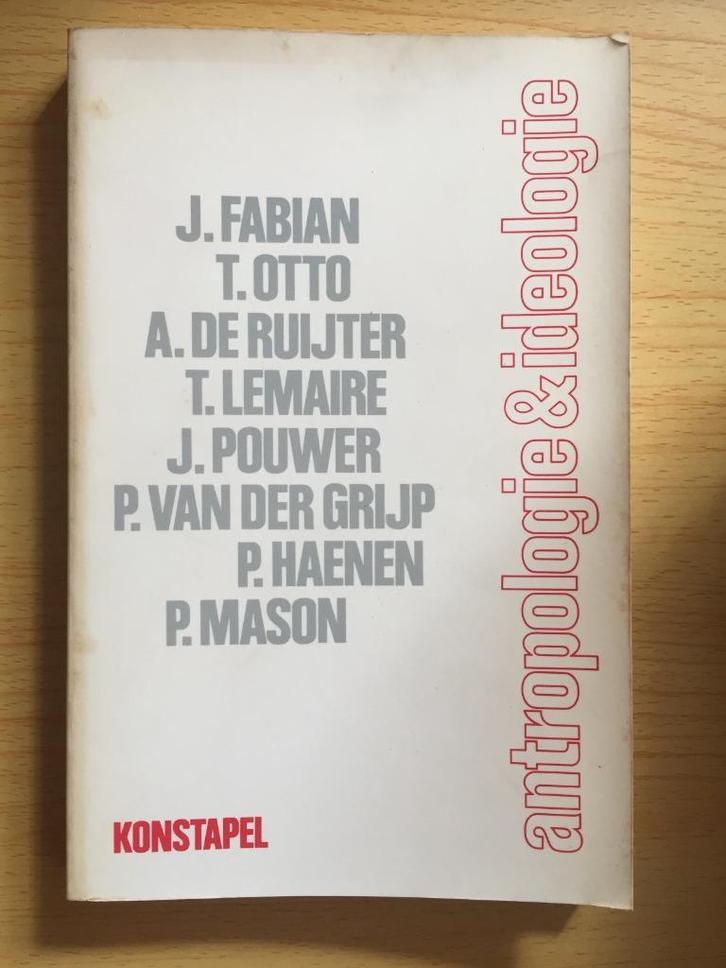 J. FABIAN
T. OTTO
A. DE RUIJTER
T. LEMAIRE
J. POUWER
P. VAN DER GRIJP
P. HAENEN
P. MASON
antropologie & ideologie
KONSTAPEL